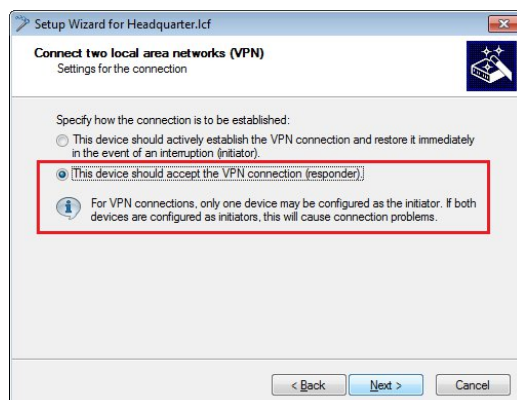 Setup Wizard for Headquarter.lcf
Connect two local area networks (VPN)
Settings for the connection
Specify how the connection is to be established:
This device should actively establish the VPN connection and restore it immediately
in the event of an interruption (initiator).
This device should accept the VPN connection (responder).
For VPN connections, only one device may be configured as the initiator. If both
devices are configured as initiators, this will cause connection problems.
< Back
Next >
Cancel